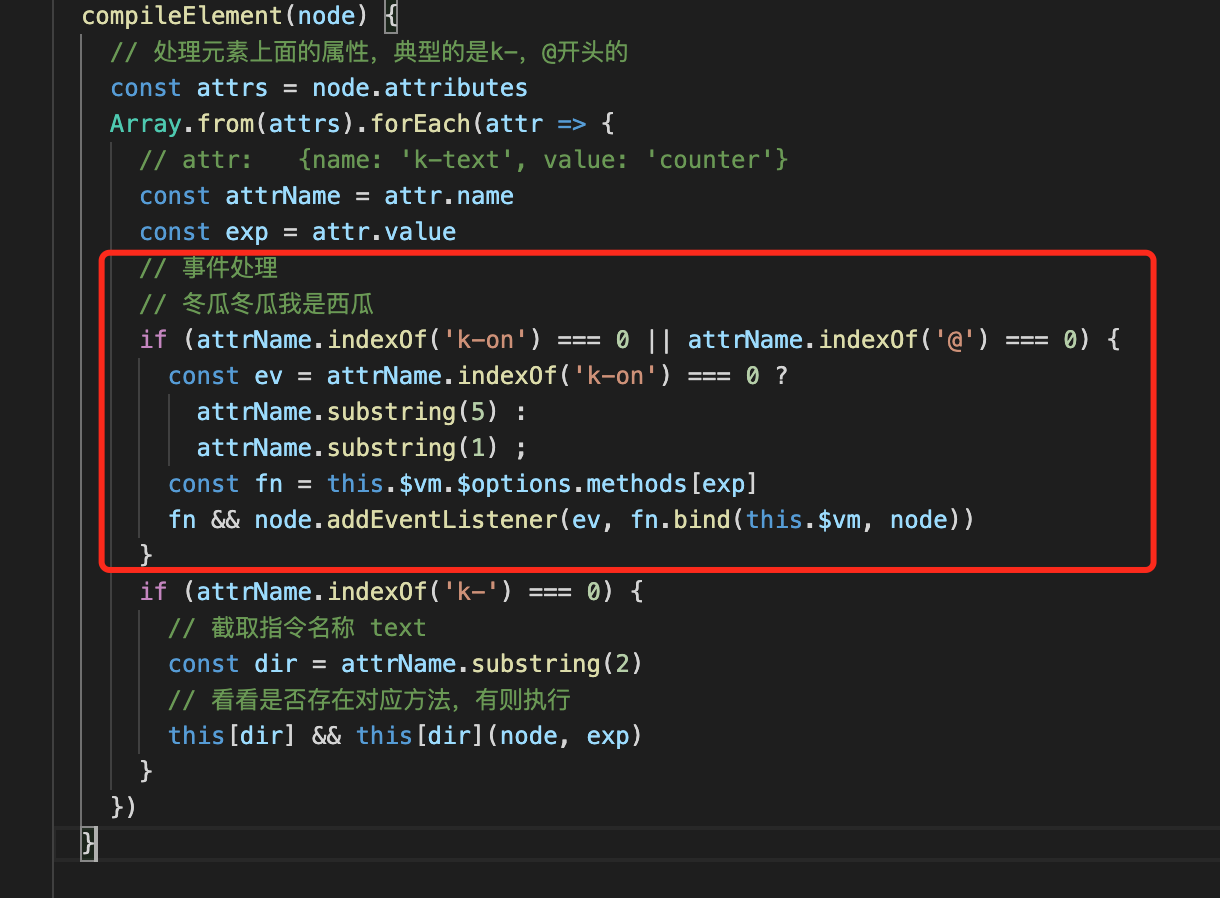 compileElement(node) {
// 处理元素上面的属性，典型的是k-，@开头的
const attrs = node.attributes
Array.from(attrs).forEach(attr => {
// attr:   {name: 'k-text', value: 'counter'}
const attrName = attr.name
const exp = attr.value
// 事件处理
// 冬瓜冬瓜我是西瓜
if (attrName.indexOf('k-on') === 0 || attrName.indexOf('@') === 0) {
const ev = attrName.indexOf('k-on') === 0 ?
attrName.substring(5) :
attrName.substring(1) ;
const fn = this.$vm.$options.methods[exp]
fn && node.addEventListener(ev, fn.bind(this.$vm, node))
}
if (attrName.indexOf('k-') === 0) {
// 截取指令名称 text
const dir = attrName.substring(2)
// 看看是否存在对应方法，有则执行
this[dir] && this[dir](node, exp)
}
})
}